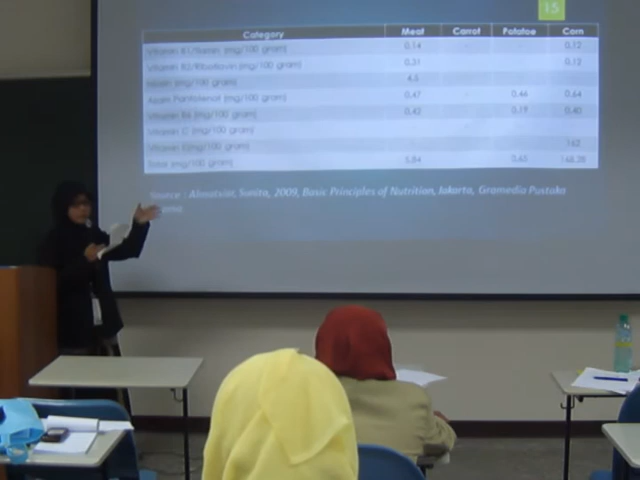 15
Category Meat Carrot Potatoe Corn
Vitamin B1/tiamin (mg/100 gram) 0,14 0,12
Vitamin B2/Riboflavin (mg/100 gram) 0,31 0,12
(mg/100 gram) 4,5
Asam Pantotenat (mg/100 gram) 0,47 0,46 0,64
Vitamin B6 (mg/100 gram) 0,42 0,19 0,40
Vitamin C (mg/100 gram)
Vitamin E(mg/100 gram) 162
Total (mg/100 gram) 5,84 0,65
Source : Almatsier, Sunita, 2009, Basic Principles of Nutrition, Jakarta, Gramedia Pustaka